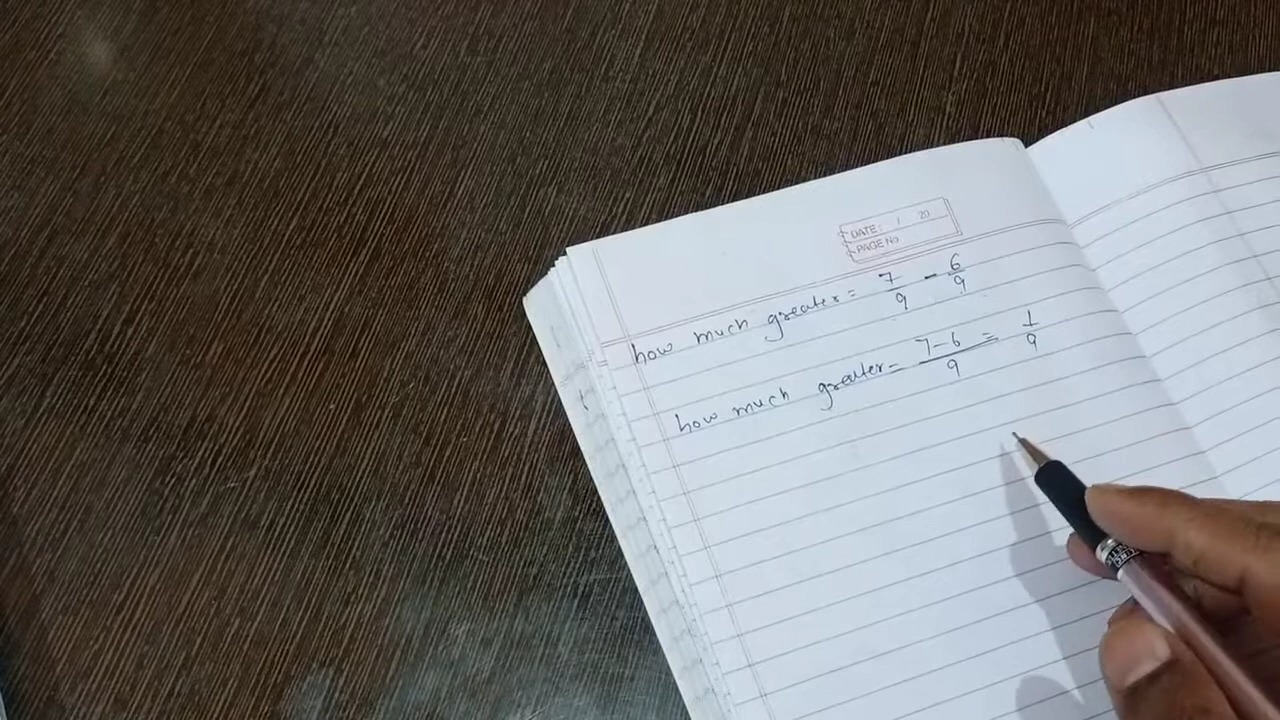 DATE: / 20
PAGE No
how much greater = 7/9 - 6/9
how much greater = 7-6/9 = 1/9